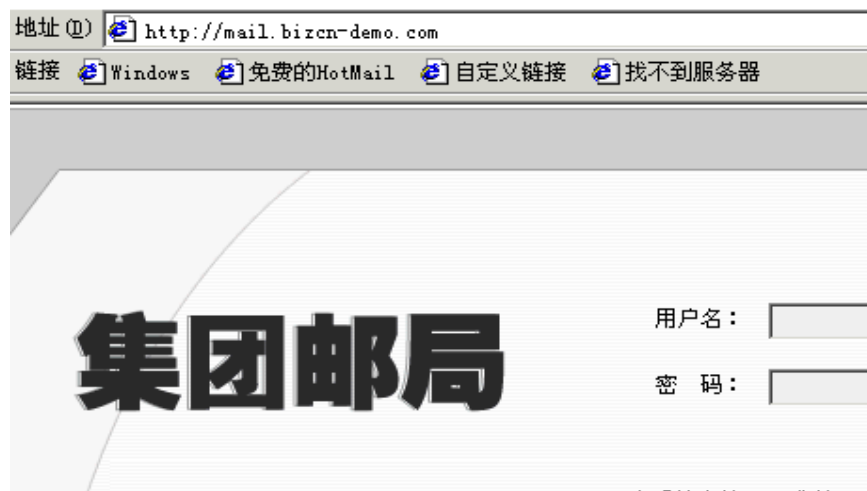 地址(D) http://mail.bizcn-demo.com
链接 Windows 免费的HotMail 自定义链接 找不到服务器
用户名：
集团邮局
密 码：